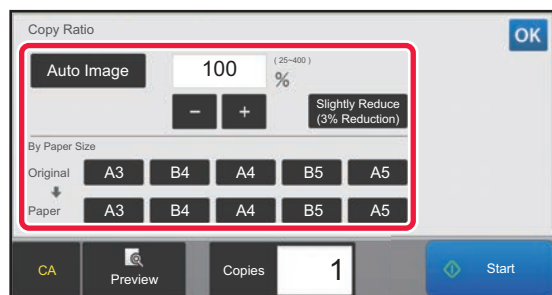 Copy Ratio
OK
Auto Image
100
( 25~400 )
%
−
+
Slightly Reduce
(3% Reduction)
By Paper Size
Original A3 B4 A4 B5 A5
Paper A3 B4 A4 B5 A5
CA
Preview
Copies
1
Start